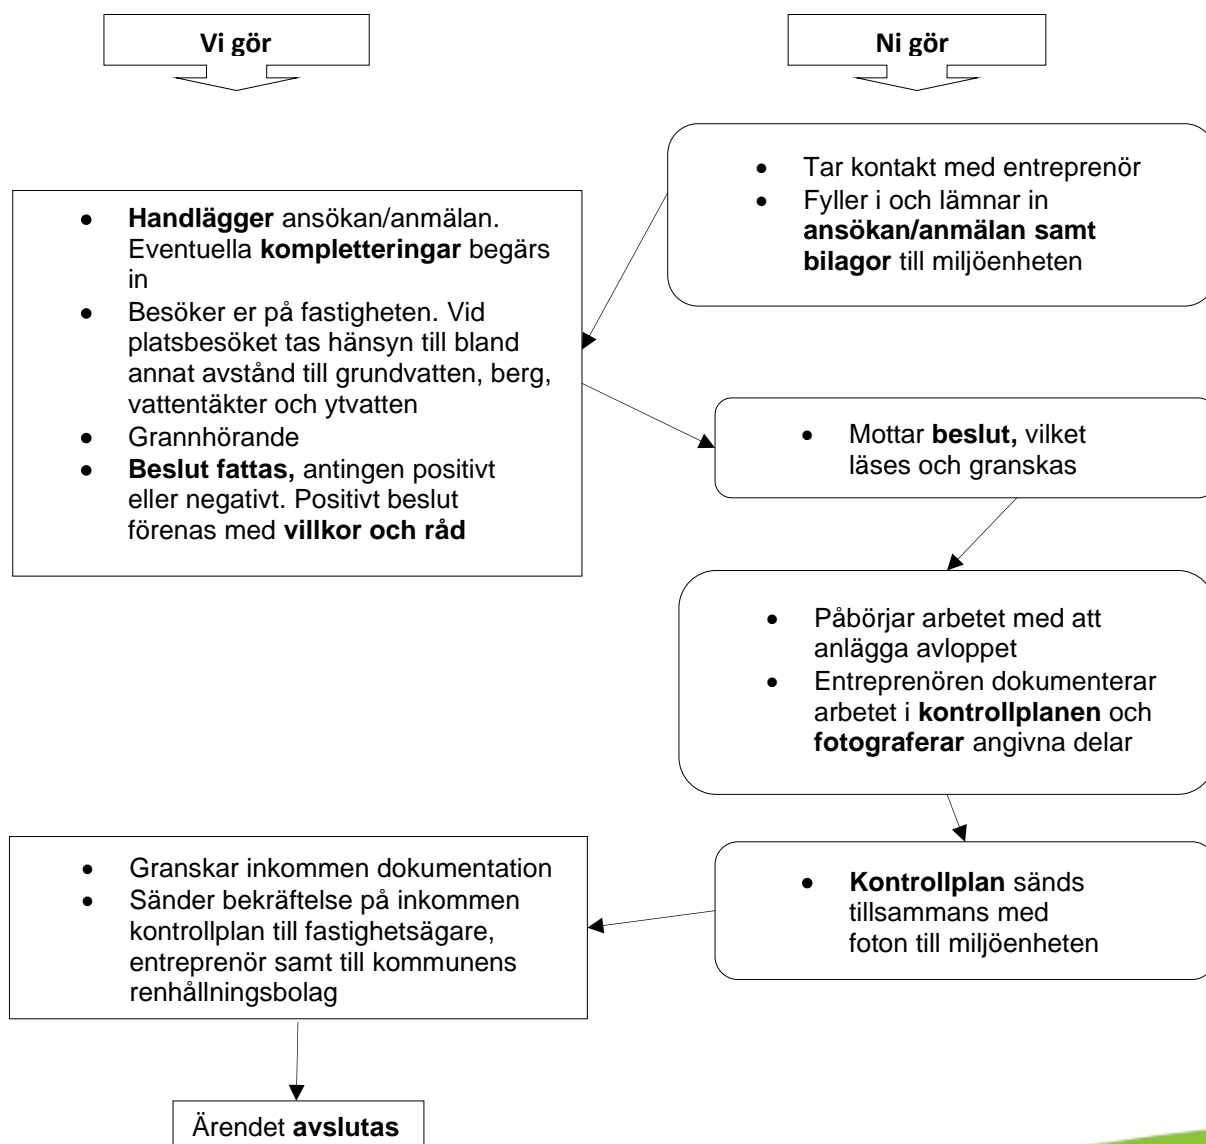 Vi gör
Ni gör
• Tar kontakt med entreprenör
• Fyller i och lämnar in
ansökan/anmälan samt
bilagor till miljöenheten
• Handlägger ansökan/anmälan.
Eventuella kompletteringar begärs
in
• Besöker er på fastigheten. Vid
platsbesöket tas hänsyn till bland
annat avstånd till grundvatten, berg,
vattentäkter och ytvatten
• Grannhörande
• Beslut fattas, antingen positivt
eller negativt. Positivt beslut
förenas med villkor och råd
• Mottar beslut, vilket
läses och granskas
• Påbörjar arbetet med att
anlägga avloppet
• Entreprenören dokumenterar
arbetet i kontrollplanen och
fotograferar angivna delar
• Kontrollplan sänds
tillsammans med
foton till miljöenheten
• Granskar inkommen dokumentation
• Sänder bekräftelse på inkommen
kontrollplan till fastighetsägare,
entreprenör samt till kommunens
renhållningsbolag
Ärendet avslutas